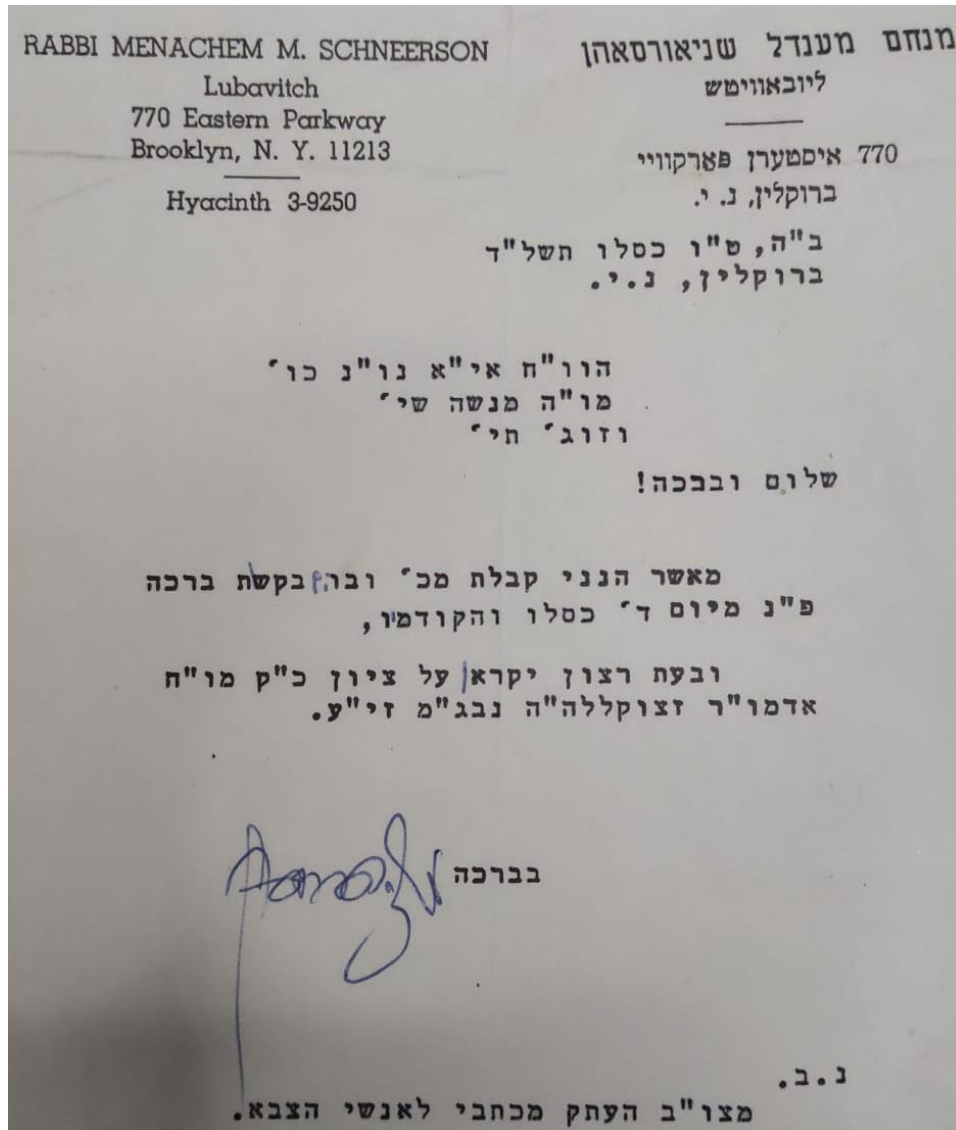 RABBI MENACHEM M. SCHNEERSON
Lubavitch
770 Eastern Parkway
Brooklyn, N. Y. 11213
Hyacinth 3-9250
מנחם מענדל שניאורסאהן
ליובאוויטש
770 איסטערן פארקוויי
ברוקלין, נ. י.
ב"ה, ט"ו כסלו תשל"ד
ברוקלין, נ.י.
הוו"ח אי"א נו"נ כו'
מו"ה מנשה שי'
וזוג' תי'
שלום וברכה!
מאשר הנני קבלת מכ' ובו בקשת ברכה
פ"נ מיום ד' כסלו והקודמיו,
ובעת רצון יקרא על ציון כ"ק מו"ח
אדמו"ר זצוקללה"ה נבג"מ זי"ע.
בברכה
נ.ב.
מצו"ב העתק מכתבי לאנשי הצבא.